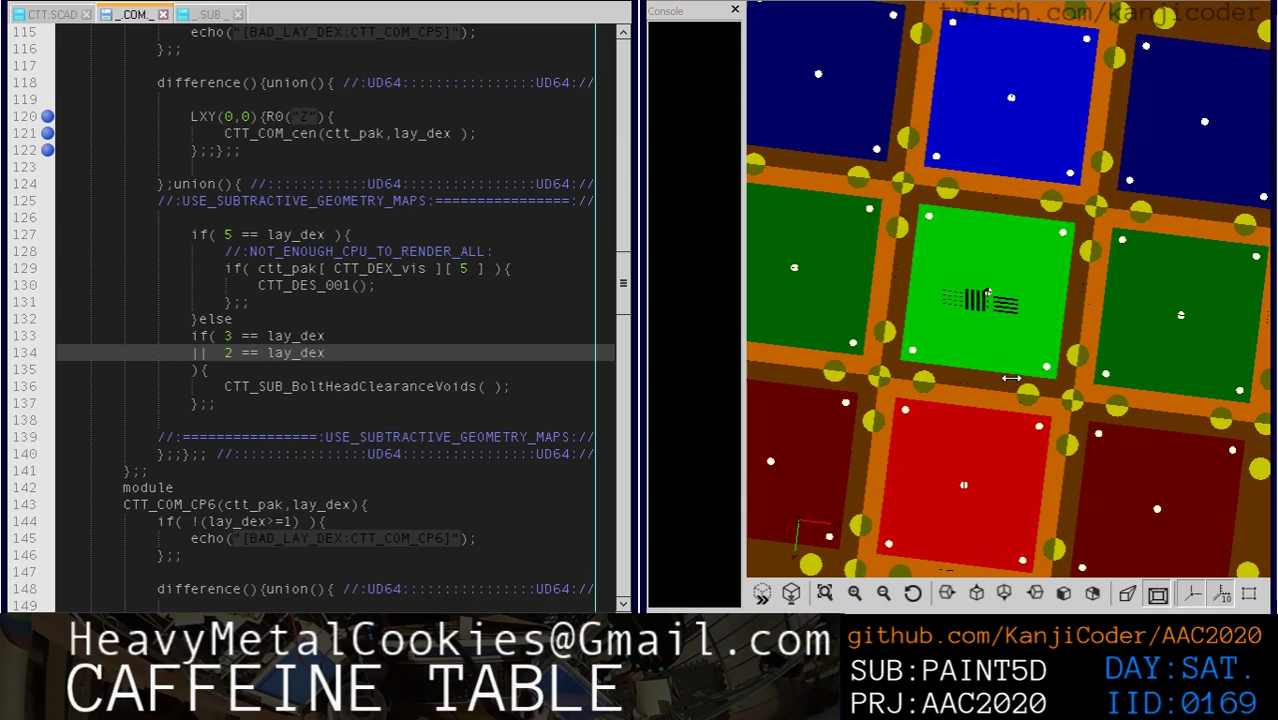 CTT.SCAD _.COM._ _.SUB._
Console
twitch.com/kanjicoder
115 echo("[BAD_LAY_DEX:CTT_COM_CP5]");
116 };;
117
118 difference(){union(){ //:UD64::::::::::::::::UD64://
119
120 LXY(0,0){R0("Z"){
121 CTT_COM_cen(ctt_pak,lay_dex );
122 };;};;
123
124 };union(){ //::::::::::UD64::::::::::::::::UD64://
125 //:USE_SUBTRACTIVE_GEOMETRY_MAPS:================://
126
127 if( 5 == lay_dex ){
128 //:NOT_ENOUGH_CPU_TO_RENDER_ALL:
129 if( ctt_pak[ CTT_DEX_vis ][ 5 ] ){
130 CTT_DES_001();
131 };;
132 }else
133 if( 3 == lay_dex
134 || 2 == lay_dex
135 ){
136 CTT_SUB_BoltHeadClearanceVoids( );
137 };;
138
139 //:================:USE_SUBTRACTIVE_GEOMETRY_MAPS://
140 };;};; //::::::::::::::::UD64::::::::::::::::UD64://
141 };;
142 module
143 CTT_COM_CP6(ctt_pak,lay_dex){
144 if( !(lay_dex>=1) ){
145 echo("[BAD_LAY_DEX:CTT_COM_CP6]");
146 };;
147
148 difference(){union(){ //:UD64::::::::::::::::UD64://
149
HeavyMetalCookies@Gmail.com
CAFFEINE TABLE
github.com/KanjiCoder/AAC2020
SUB:PAINT5D DAY:SAT.
PRJ:AAC2020 IID:0169